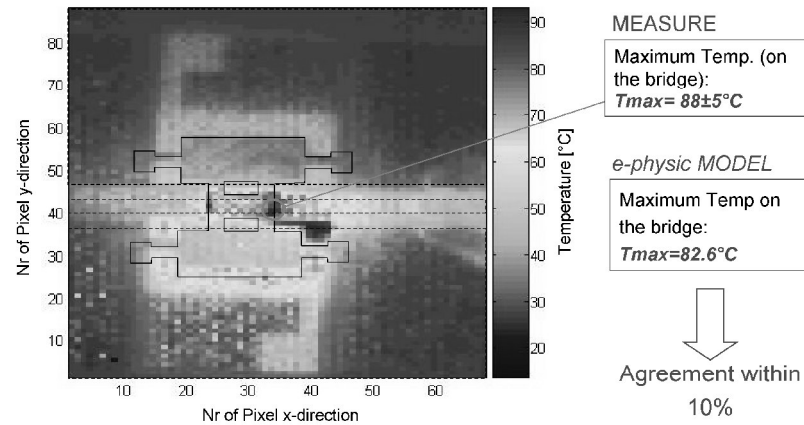 80
70
60
50
40
30
20
10
10
20
30
40
50
60
Nr of Pixel x-direction
Nr of Pixel y-direction
90
80
70
60
50
40
30
20
Temperature [°C]
MEASURE
Maximum Temp. (on
the bridge):
Tmax= 88±5°C
e-physic MODEL
Maximum Temp on
the bridge:
Tmax=82.6°C
Agreement within
10%